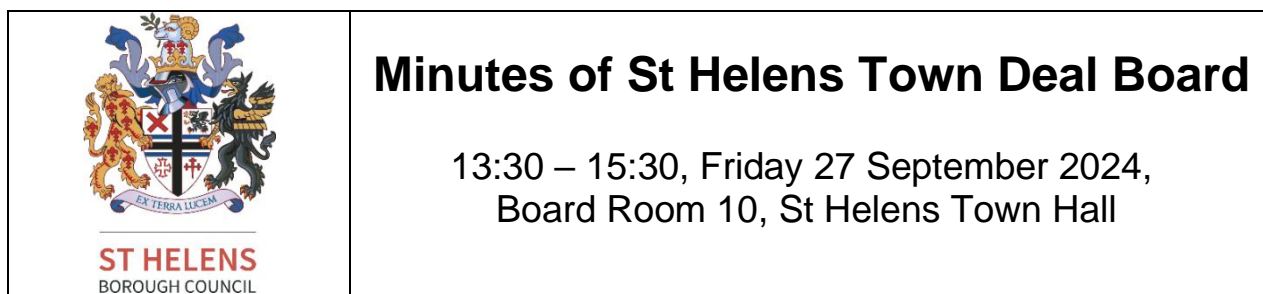 EX TERRA LUCEM
ST HELENS
BOROUGH COUNCIL
Minutes of St Helens Town Deal Board
13:30 – 15:30, Friday 27 September 2024,
Board Room 10, St Helens Town Hall